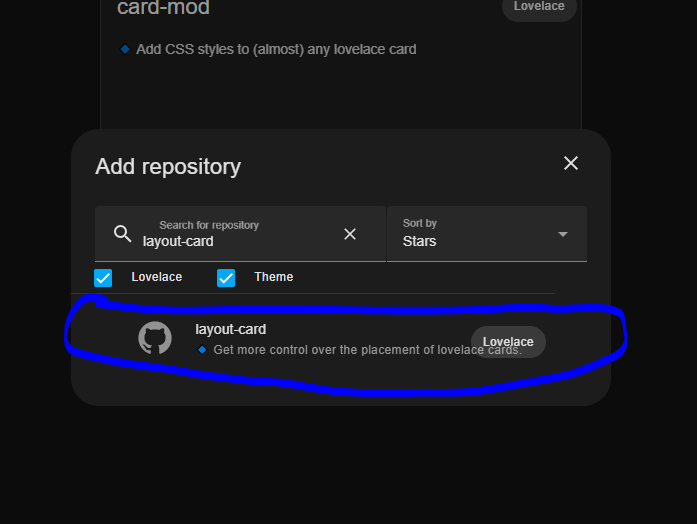 card-mod
Lovelace
🔹 Add CSS styles to (almost) any lovelace card
Add repository
Search for repository
layout-card
Sort by
Stars
Lovelace
Theme
layout-card
🔹 Get more control over the placement of lovelace cards.
Lovelace